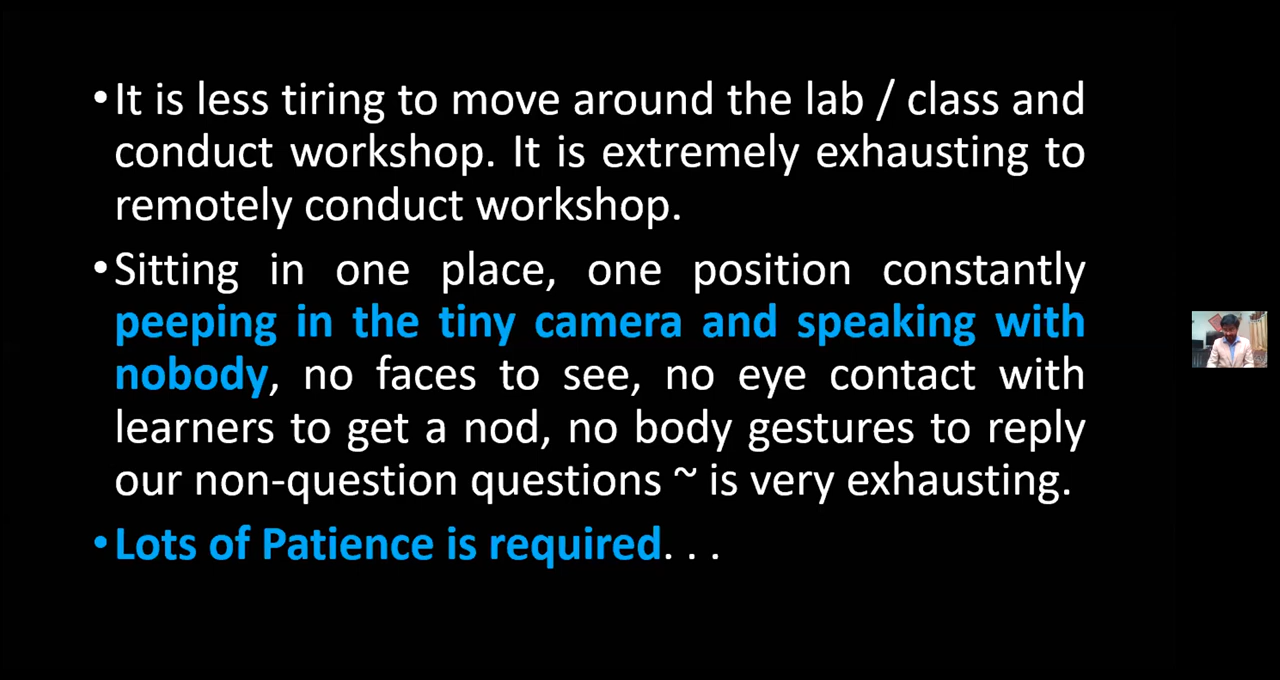 •It is less tiring to move around the lab / class and
conduct workshop. It is extremely exhausting to
remotely conduct workshop.
•Sitting in one place, one position constantly
peeping in the tiny camera and speaking with
nobody, no faces to see, no eye contact with
learners to get a nod, no body gestures to reply
our non-question questions ~ is very exhausting.
•Lots of Patience is required. . .